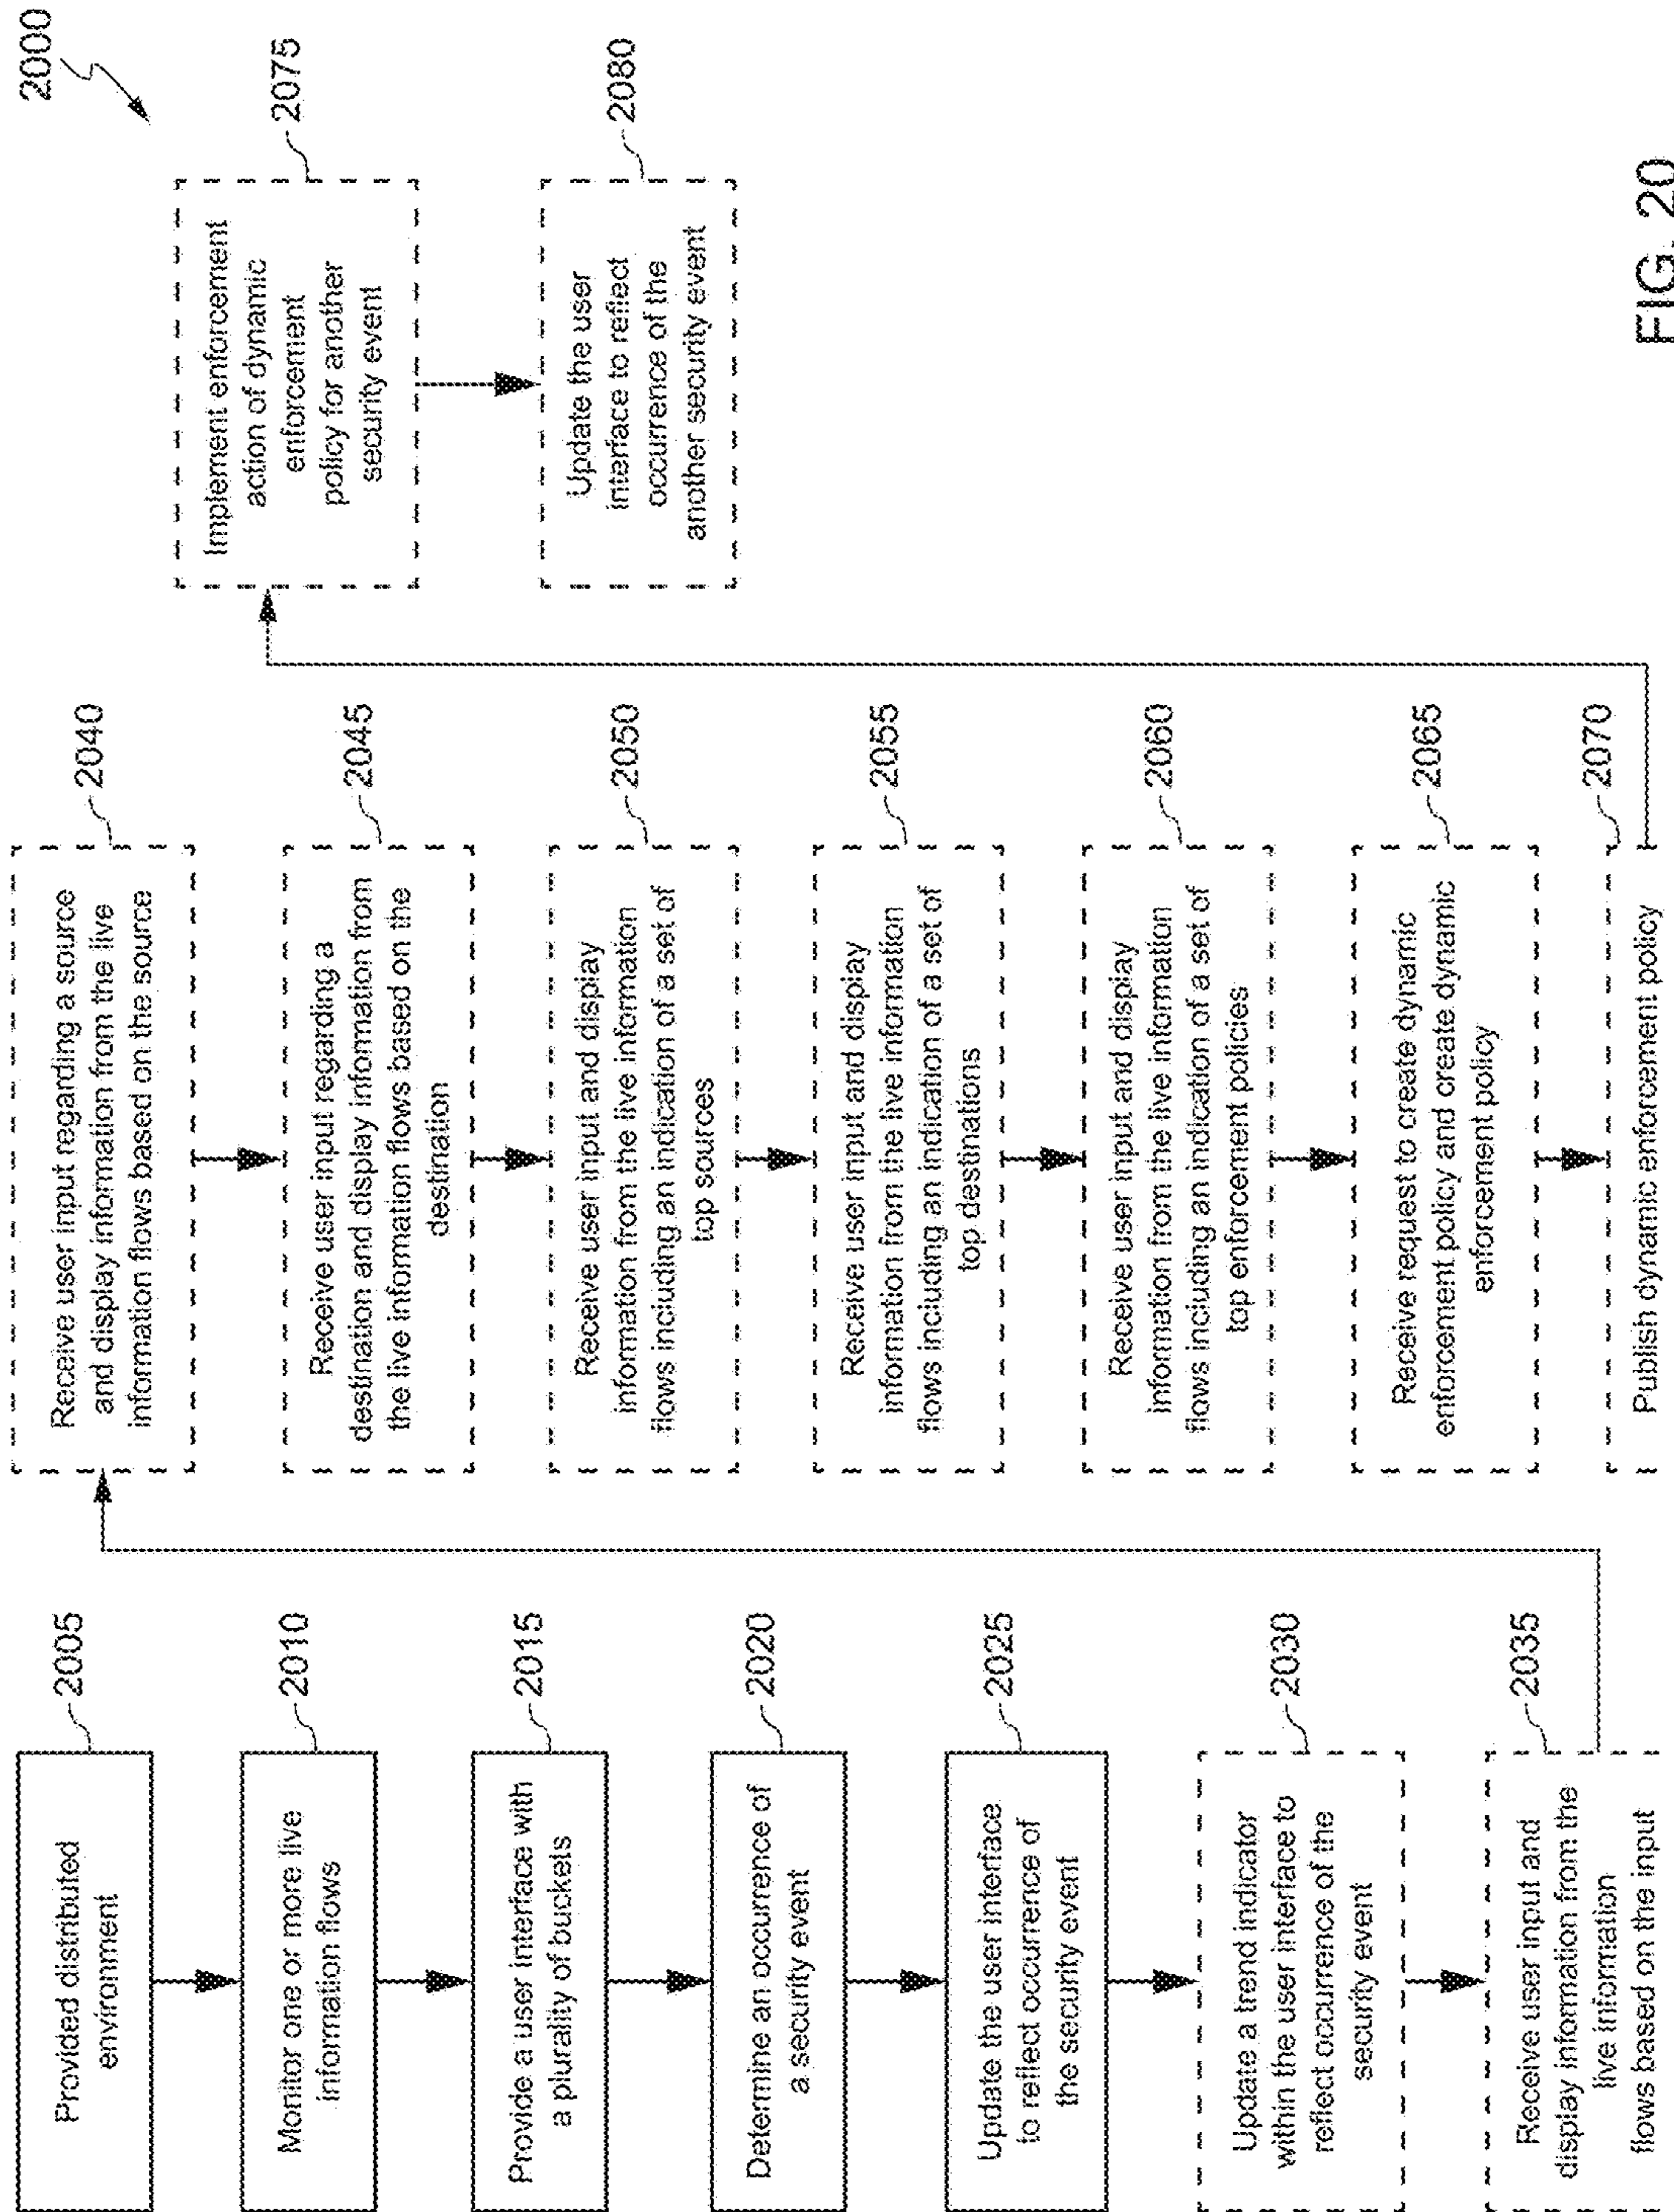 2000
Provided distributed
environment
2005
Monitor one or more live
information flows
2010
Provide a user interface with
a plurality of buckets
2015
Determine an occurrence of
a security event
2020
Update the user interface
to reflect occurrence of
the security event
2025
Update a trend indicator
within the user interface to
reflect occurrence of the
security event
2030
Receive user input and
display information from the
live information
flows based on the input
2035
Receive user input regarding a source
and display information from the live
information flows based on the source
2040
Receive user input regarding a
destination and display information from
the live information flows based on the
destination
2045
Receive user input and display
information from the live information
flows including an indication of a set of
top sources
2050
Receive user input and display
information from the live information
flows including an indication of a set of
top destinations
2055
Receive user input and display
information from the live information
flows including an indication of a set of
top enforcement policies
2060
Receive request to create dynamic
enforcement policy and create dynamic
enforcement policy
2065
Publish dynamic enforcement policy
2070
Implement enforcement
action of dynamic
enforcement
policy for another
security event
2075
Update the user
interface to reflect
occurrence of the
another security event
2080
FIG. 20